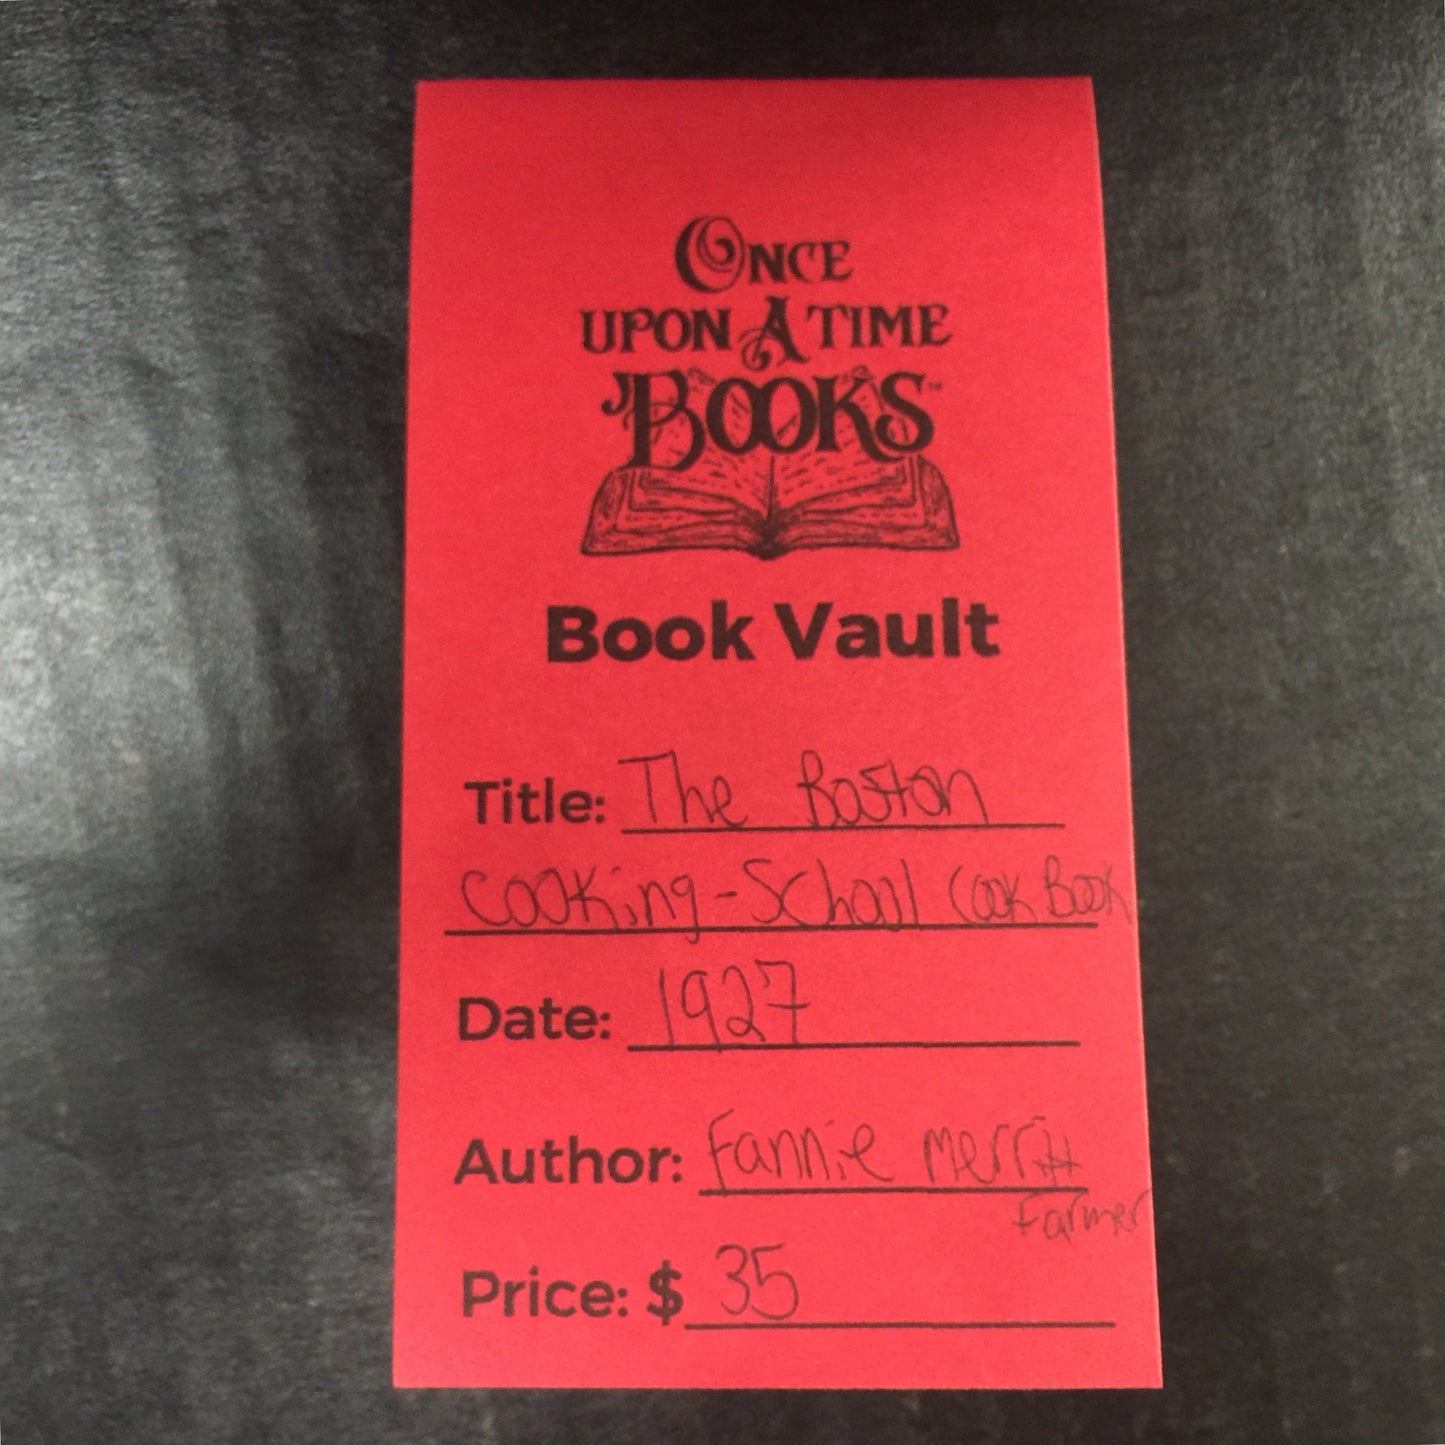 ONCE
UPON A TIME
BOOKS™
Book Vault
Title: The Boston
Cooking-School Cook Book
Date: 1927
Author: Fannie Merritt
Farmer
Price: $ 35